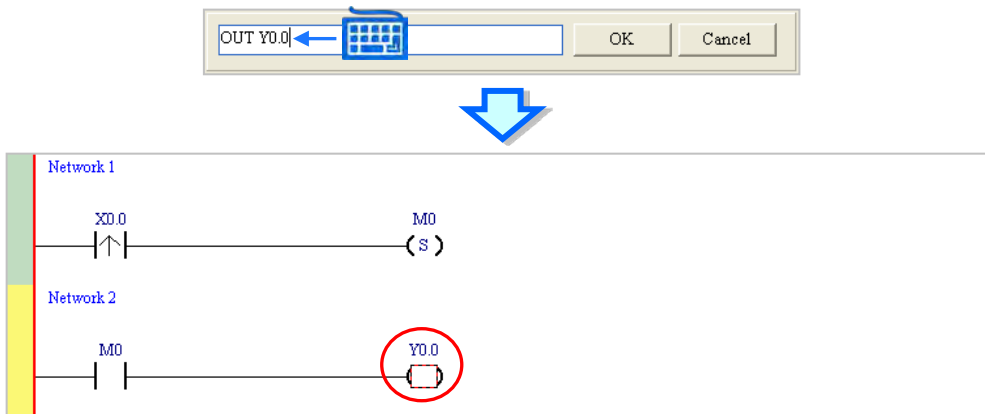 OUT Y0.0
OK
Cancel
Network 1
X0.0
M0
S
Network 2
M0
Y0.0